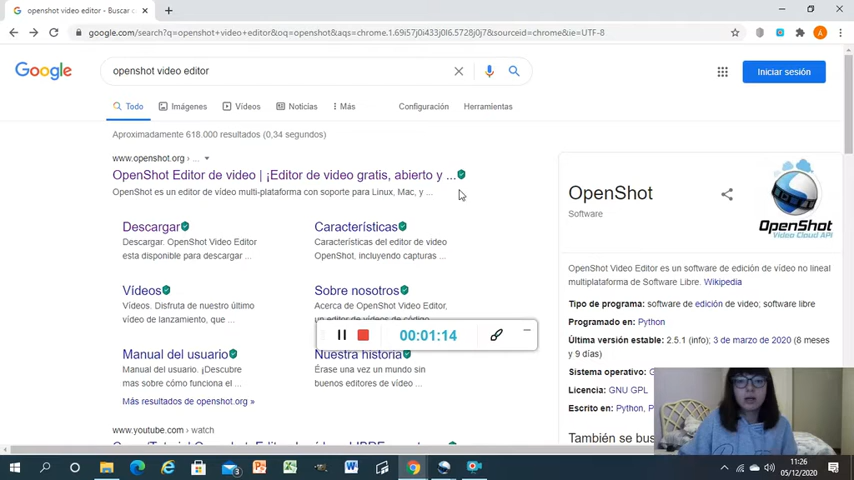 openshot video editor - Buscar c
google.com/search?q=openshot+video+editor&oq=openshot&aqs=chrome.1.69i57j0i433j0l6.5728j0j7&sourceid=chrome&ie=UTF-8
A
Google
openshot video editor
Iniciar sesión
Todo
Imágenes
Vídeos
Noticias
Más
Configuración
Herramientas
Aproximadamente 618.000 resultados (0,34 segundos)
www.openshot.org › ...
OpenShot Editor de video | ¡Editor de video gratis, abierto y ...
OpenShot es un editor de vídeo multi-plataforma con soporte para Linux, Mac, y ...
Descargar
Descargar. OpenShot Video Editor
esta disponible para descargar ...
Características
Características del editor de video
OpenShot, incluyendo capturas ...
Vídeos
Vídeos. Disfruta de nuestro último
vídeo de lanzamiento, que ...
Sobre nosotros
Acerca de OpenShot Video Editor,
un editor de vídeos de código
00:01:14
Manual del usuario
Manual del usuario. ¡Descubre
mas sobre cómo funciona el ...
Nuestra historia
Érase una vez un mundo sin
buenos editores de vídeo ...
Más resultados de openshot.org »
www.youtube.com › watch
OpenShot
Software
OpenShot
Video Cloud API
OpenShot Video Editor es un software de edición de vídeo no lineal
multiplataforma de Software Libre. Wikipedia
Tipo de programa: software de edición de video; software libre
Programado en: Python
Última versión estable: 2.5.1 (info); 3 de marzo de 2020 (8 meses
y 9 días)
Sistema operativo:
Licencia: GNU GPL
Escrito en: Python, P
También se bus
3
11:26
05/12/2020